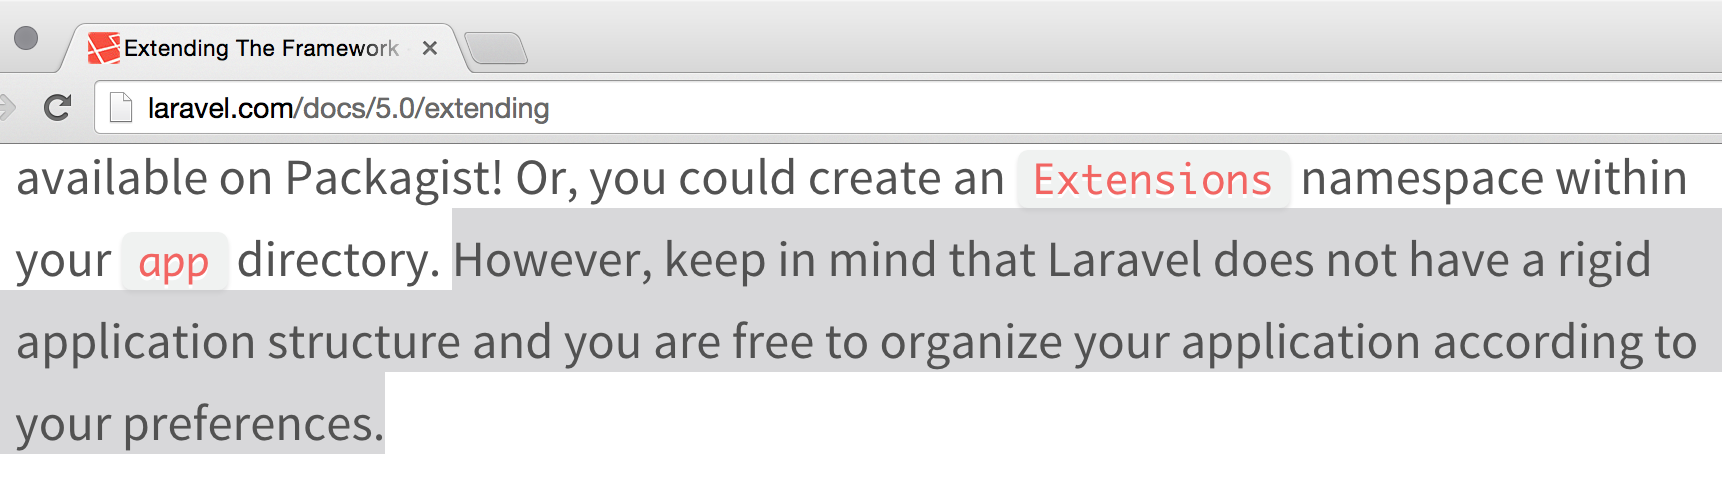 Extending The Framework
laravel.com/docs/5.0/extending
available on Packagist! Or, you could create an Extensions namespace within
your app directory. However, keep in mind that Laravel does not have a rigid
application structure and you are free to organize your application according to
your preferences.